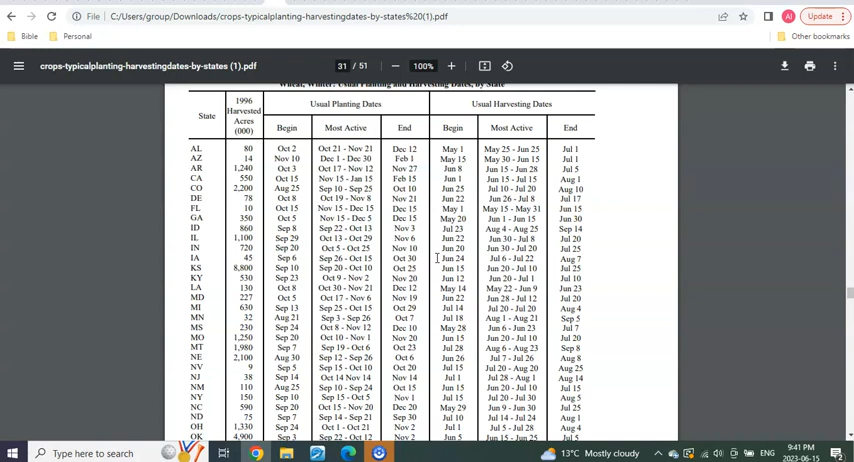 File C:/Users/group/Downloads/crops-typicalplanting-harvestingdates-by-states%20(1).pdf AI Update
Bible Personal Other bookmarks
crops-typicalplanting-harvestingdates-by-states (1).pdf 31 / 51 100%
Wheat, Winter: Usual Planting and Harvesting Dates, by State
State 1996 Harvested Acres (000) Usual Planting Dates Usual Harvesting Dates
Begin Most Active End Begin Most Active End
AL 80 Oct 2 Oct 21 - Nov 21 Dec 12 May 1 May 25 - Jun 25 Jul 1
AZ 14 Nov 10 Dec 1 - Dec 30 Feb 1 May 15 May 30 - Jun 15 Jul 1
AR 1,240 Oct 3 Oct 17 - Nov 12 Nov 27 Jun 8 Jun 15 - Jun 28 Jul 5
CA 550 Oct 15 Nov 15 - Jan 15 Feb 15 Jun 1 Jun 15 - Jul 15 Aug 1
CO 2,200 Aug 25 Sep 10 - Sep 25 Oct 10 Jun 25 Jul 10 - Jul 20 Aug 10
DE 78 Oct 8 Oct 19 - Nov 8 Nov 21 Jun 22 Jun 26 - Jul 8 Jul 17
FL 10 Oct 15 Nov 15 - Dec 15 Dec 15 May 1 May 15 - May 31 Jun 15
GA 350 Oct 5 Nov 15 - Dec 5 Dec 15 May 20 Jun 1 - Jun 15 Jun 30
ID 860 Sep 8 Sep 22 - Oct 13 Nov 3 Jul 23 Aug 4 - Aug 25 Sep 14
IL 1,100 Sep 29 Oct 13 - Oct 29 Nov 6 Jun 22 Jun 30 - Jul 8 Jul 20
IN 720 Sep 20 Oct 5 - Oct 25 Nov 10 Jun 20 Jun 30 - Jul 20 Jul 25
IA 45 Sep 6 Sep 26 - Oct 15 Oct 30 Jun 24 Jul 6 - Jul 22 Aug 7
KS 8,800 Sep 10 Sep 20 - Oct 10 Oct 25 Jun 15 Jun 20 - Jul 10 Jul 25
KY 530 Sep 23 Oct 9 - Nov 2 Nov 20 Jun 12 Jun 20 - Jul 1 Jul 10
LA 130 Oct 8 Oct 30 - Nov 21 Dec 12 May 14 May 22 - Jun 9 Jun 23
MD 227 Oct 5 Oct 17 - Nov 6 Nov 19 Jun 22 Jun 28 - Jul 12 Jul 20
MI 630 Sep 13 Sep 25 - Oct 15 Oct 29 Jul 14 Jul 20 - Jul 20 Aug 4
MN 32 Aug 21 Sep 3 - Sep 26 Oct 7 Jul 18 Aug 1 - Aug 21 Sep 5
MS 230 Sep 24 Oct 8 - Nov 12 Dec 10 May 28 Jun 6 - Jun 23 Jul 7
MO 1,250 Sep 20 Oct 10 - Nov 1 Nov 20 Jun 15 Jun 20 - Jul 10 Jul 20
MT 1,980 Sep 7 Sep 19 - Oct 6 Oct 23 Jul 28 Aug 6 - Aug 23 Sep 8
NE 2,100 Aug 30 Sep 12 - Sep 26 Oct 6 Jun 26 Jul 7 - Jul 26 Aug 8
NV 9 Sep 5 Sep 15 - Oct 10 Oct 20 Jul 15 Jul 20 - Aug 20 Aug 25
NJ 38 Sep 14 Oct 14 Nov 14 Nov 14 Jul 1 Jul 28 - Aug 1 Aug 14
NM 110 Aug 25 Sep 10 - Sep 24 Oct 15 Jun 15 Jun 20 - Jul 10 Jul 15
NY 150 Sep 10 Sep 15 - Oct 5 Nov 1 Jul 15 Jul 20 - Jul 30 Aug 5
NC 590 Sep 20 Oct 15 - Nov 20 Dec 20 May 29 Jun 9 - Jun 30 Jul 25
ND 75 Sep 7 Sep 14 - Sep 21 Sep 30 Jul 10 Jul 14 - Jul 24 Aug 1
OH 1,330 Sep 24 Oct 1 - Oct 21 Nov 2 Jul 1 Jul 5 - Jul 28 Aug 4
OK 4,900 Sep 3 Sep 22 - Oct 12 Nov 2 Jun 5 Jun 15 - Jun 25 Jul 5
Type here to search 13°C Mostly cloudy ENG 9:41 PM
2023-06-15 2